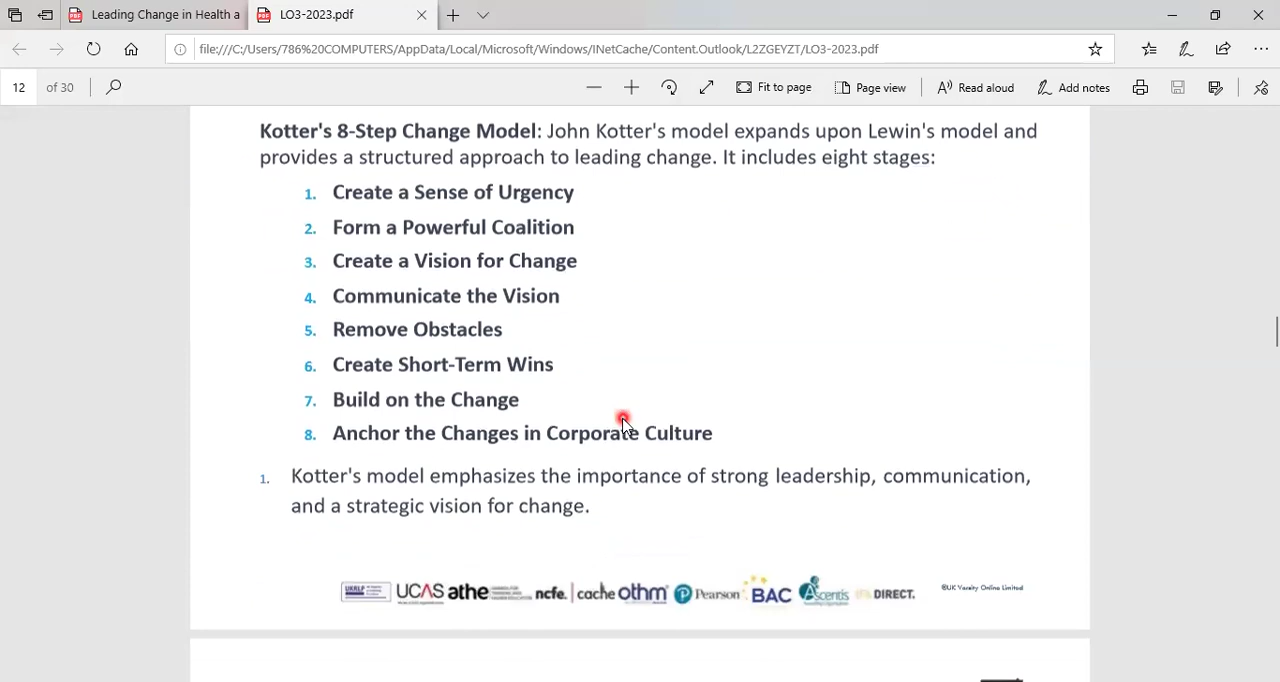 Leading Change in Health a
LO3-2023.pdf
file:///C:/Users/786%20COMPUTERS/AppData/Local/Microsoft/Windows/INetCache/Content.Outlook/L2ZGEYZT/LO3-2023.pdf
12 of 30 Fit to page Page view Read aloud Add notes
Kotter's 8-Step Change Model: John Kotter's model expands upon Lewin's model and
provides a structured approach to leading change. It includes eight stages:
1. Create a Sense of Urgency
2. Form a Powerful Coalition
3. Create a Vision for Change
4. Communicate the Vision
5. Remove Obstacles
6. Create Short-Term Wins
7. Build on the Change
8. Anchor the Changes in Corporate Culture
1. Kotter's model emphasizes the importance of strong leadership, communication,
and a strategic vision for change.
UKRLP UCAS athe ncfe. cache othm Pearson BAC Ascentis DIRECT. ©UK Varsity Online Limited